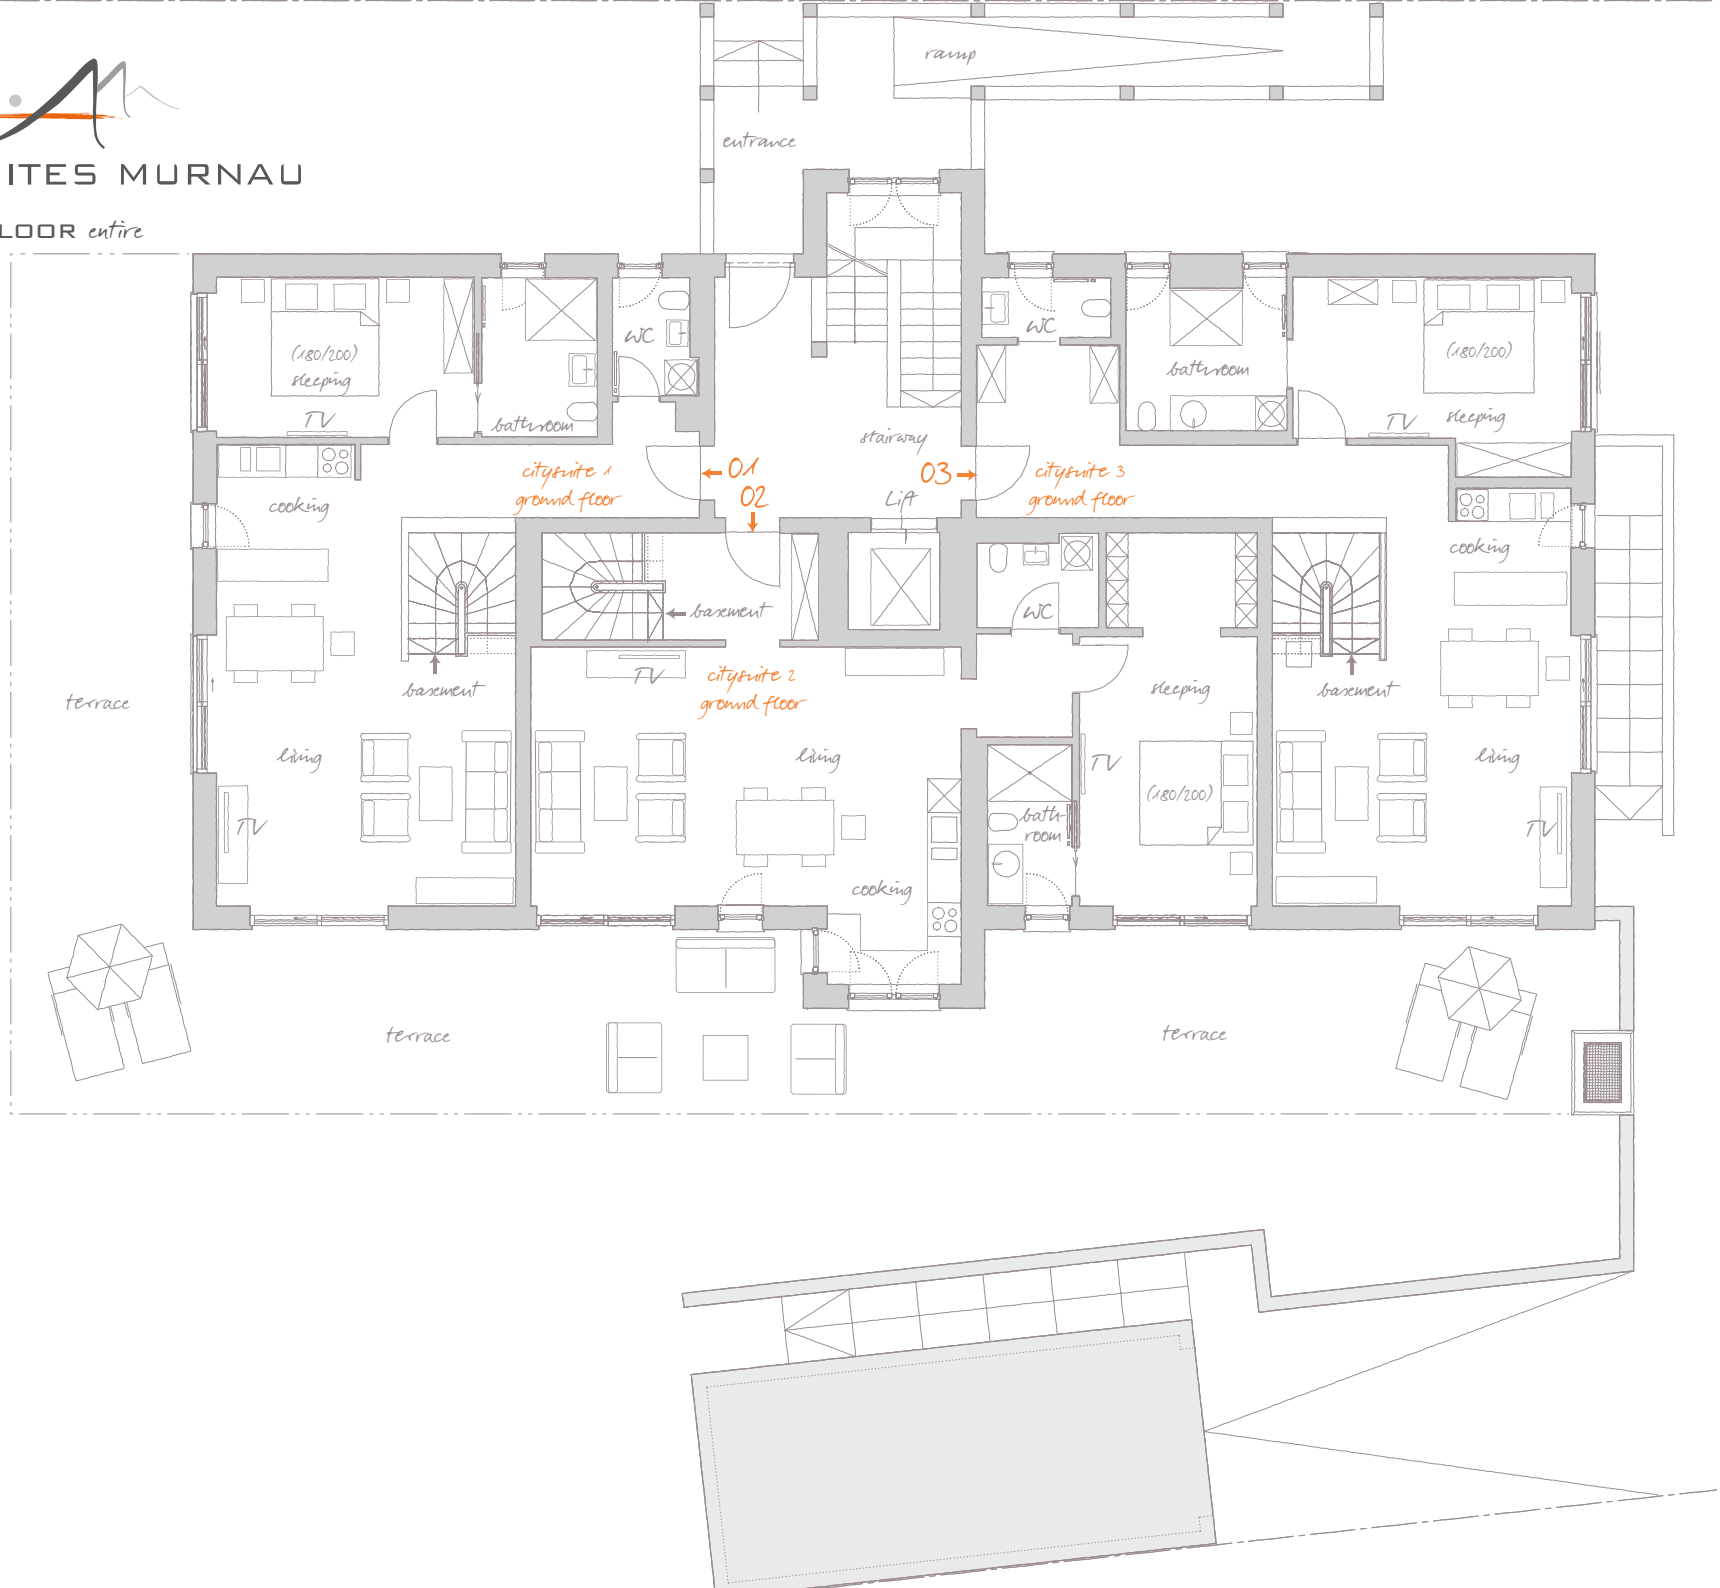 ramp
entrance
ITES MURNAU
LOOR entire
(180/200)
sleeping
TV
bathroom
WC
WC
bathroom
(180/200)
TV
sleeping
stairway
citysuite 1
ground floor
01
02
03
citysuite 3
ground floor
Lift
cooking
cooking
basement
WC
TV
citysuite 2
ground floor
basement
sleeping
basement
terrace
living
living
TV
living
(180/200)
TV
bath-
room
TV
cooking
terrace
terrace